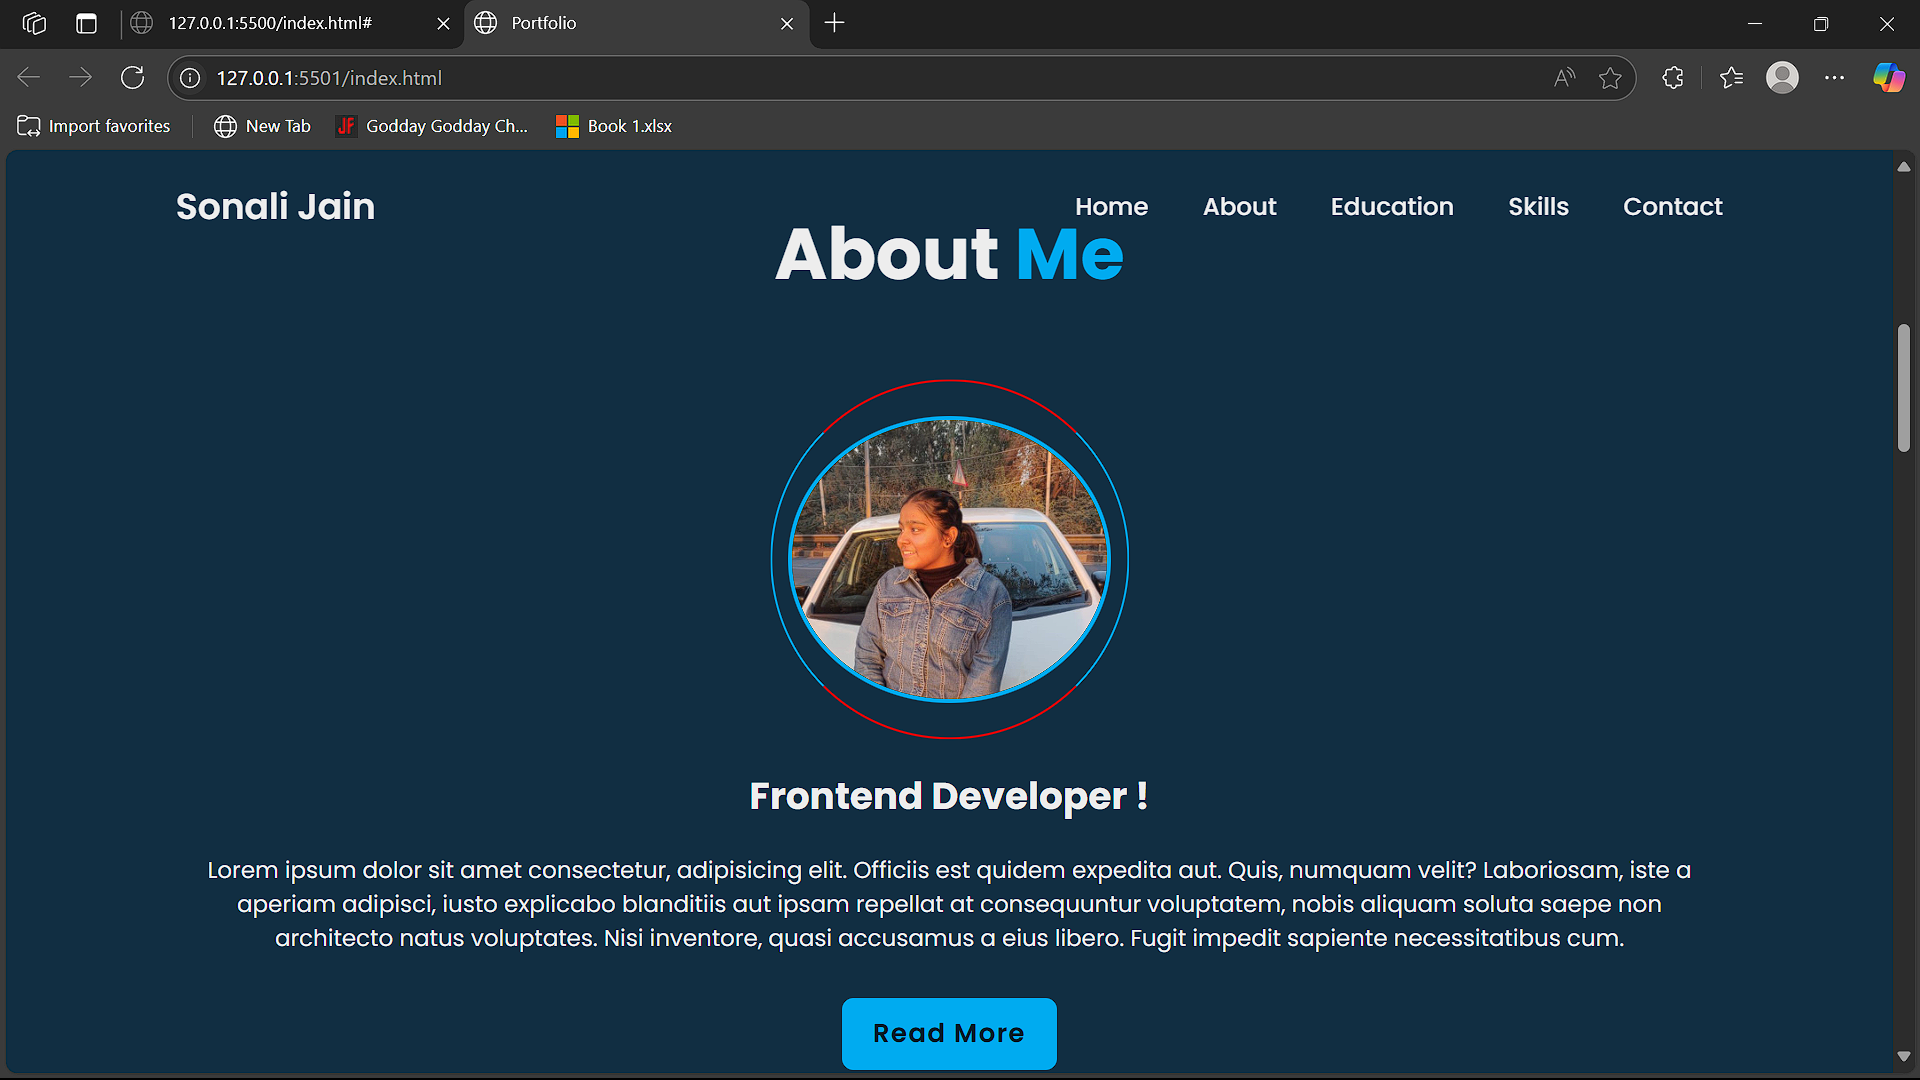 127.0.0.1:5500/index.html#
Portfolio
127.0.0.1:5501/index.html
Import favorites
New Tab
JF Godday Godday Ch...
Book 1.xlsx
Sonali Jain
Home About Education Skills Contact
About Me
Frontend Developer !
Lorem ipsum dolor sit amet consectetur, adipisicing elit. Officiis est quidem expedita aut. Quis, numquam velit? Laboriosam, iste a
aperiam adipisci, iusto explicabo blanditiis aut ipsam repellat at consequuntur voluptatem, nobis aliquam soluta saepe non
architecto natus voluptates. Nisi inventore, quasi accusamus a eius libero. Fugit impedit sapiente necessitatibus cum.
Read More